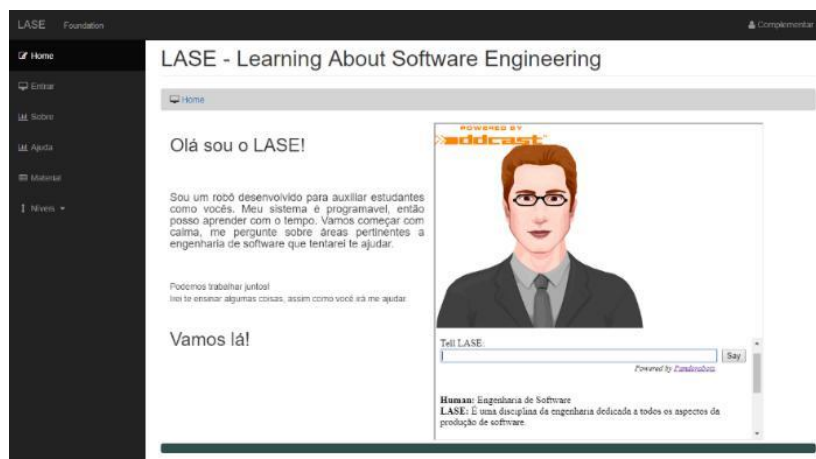 LASE Foundation
Complementar
Home
Entrar
Sobre
Ajuda
Material
Níveis
LASE - Learning About Software Engineering
Home
Olá sou o LASE!
Sou um robô desenvolvido para auxiliar estudantes
como vocês. Meu sistema é programavel, então
posso aprender com o tempo. Vamos começar com
calma, me pergunte sobre áreas pertinentes a
engenharia de software que tentarei te ajudar.
Podemos trabalhar juntos!
Irei te ensinar algumas coisas, assim como você irá me ajudar.
Vamos lá!
POWERED BY
oddcast
Tell LASE:
Say
Powered by Pandorabots.
Human: Engenharia de Software
LASE: É uma disciplina da engenharia dedicada a todos os aspectos da
produção de software.